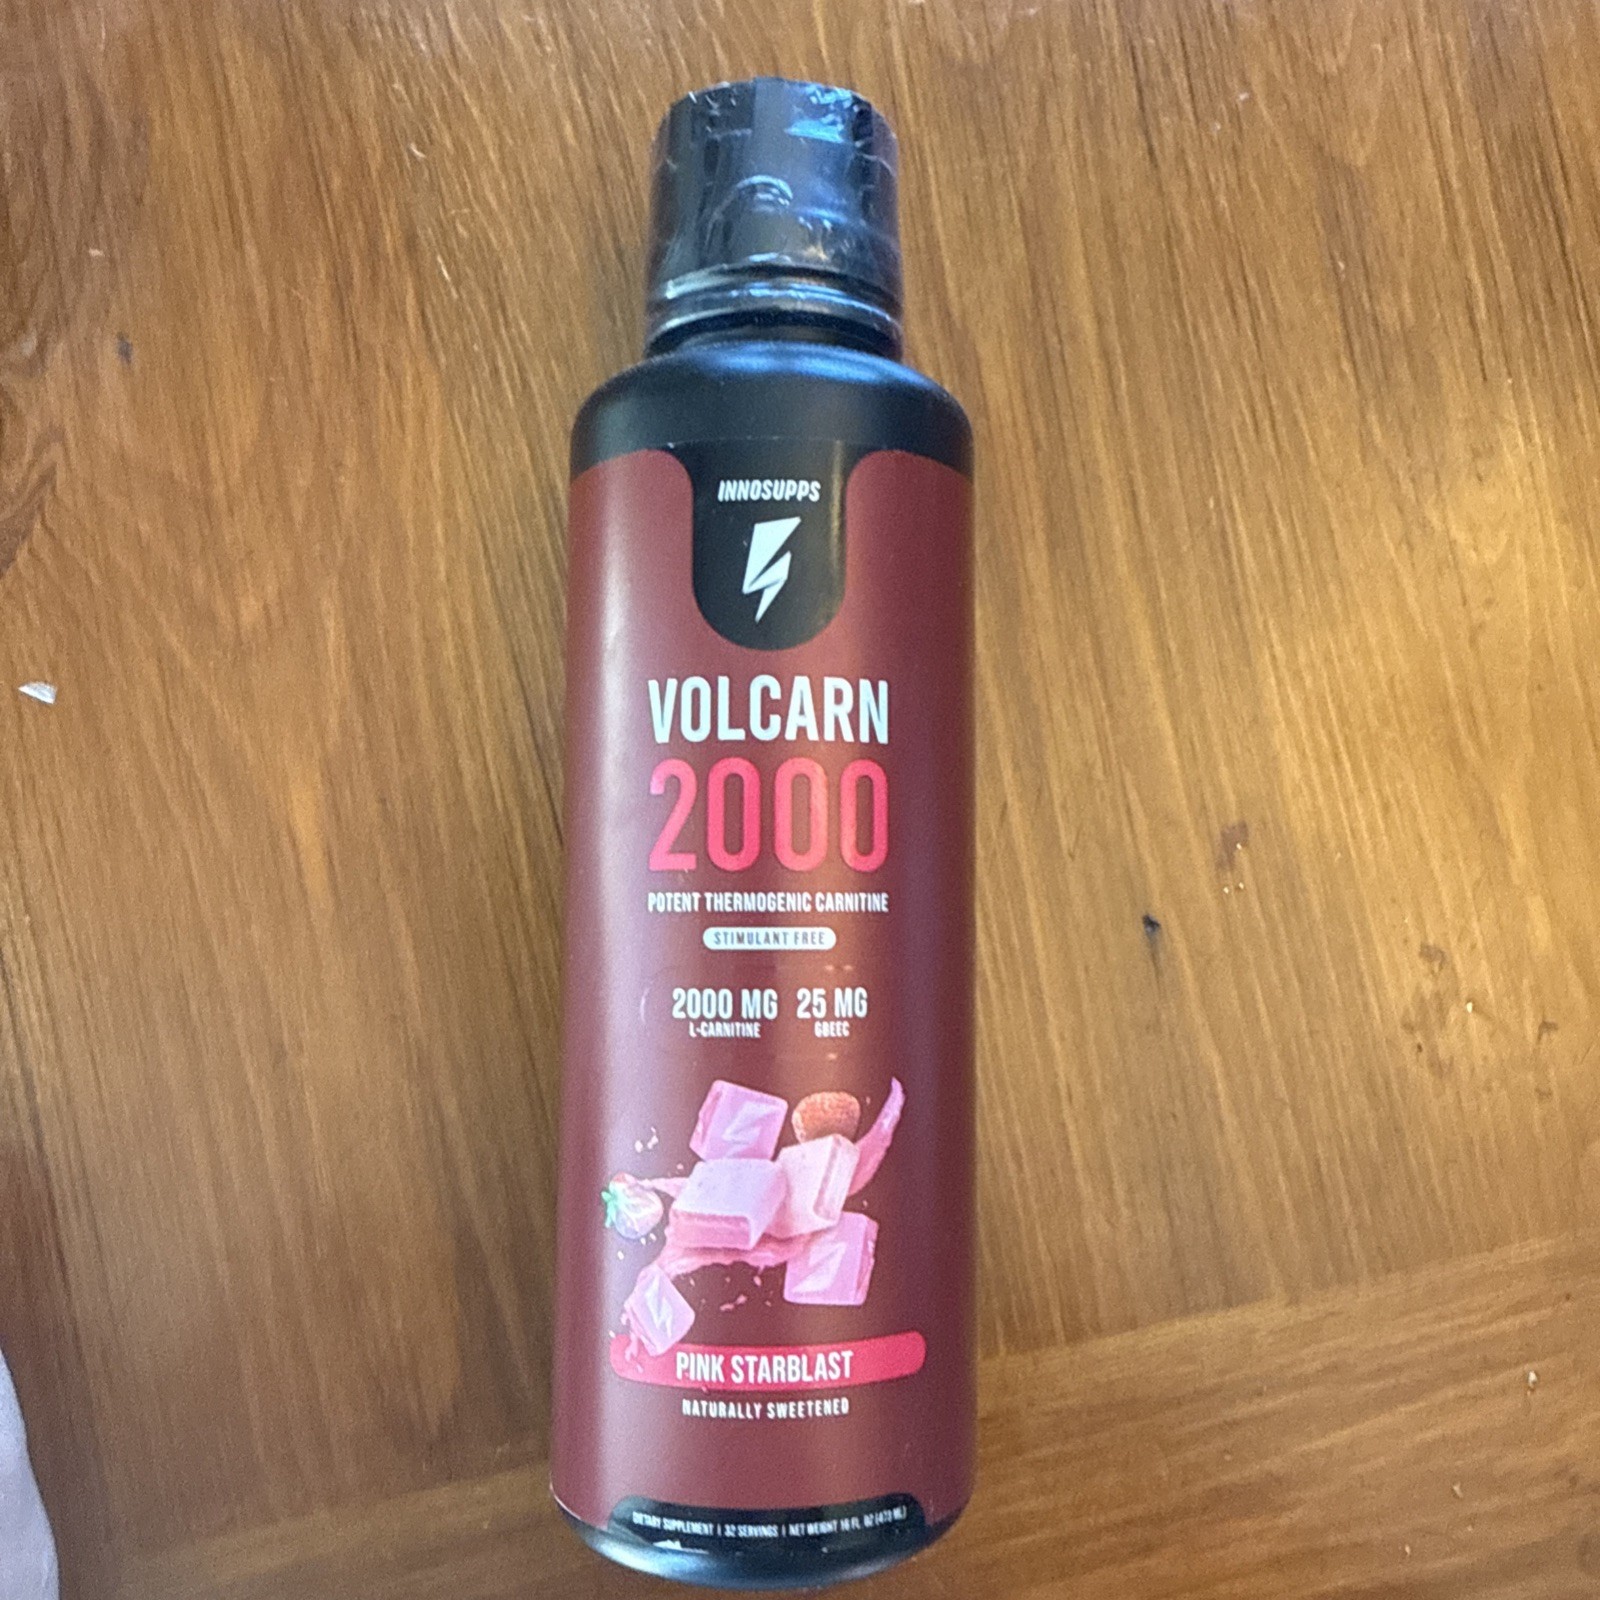 INNOSUPPS
VOLCARN
2000
POTENT THERMOGENIC CARNITINE
STIMULANT FREE
2000 MG 25 MG
L-CARNITINE GBEEC
PINK STARBLAST
NATURALLY SWEETENED
DIETARY SUPPLEMENT | 32 SERVINGS | NET WEIGHT 16 FL OZ (473 ML)